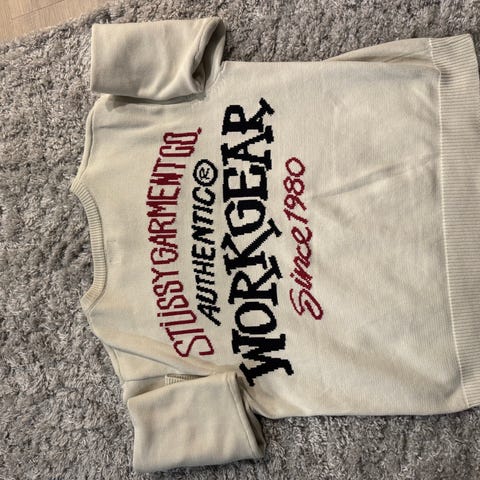 STÜSSY GARMENT CO.
AUTHENTIC ®
WORKGEAR
Since 1980